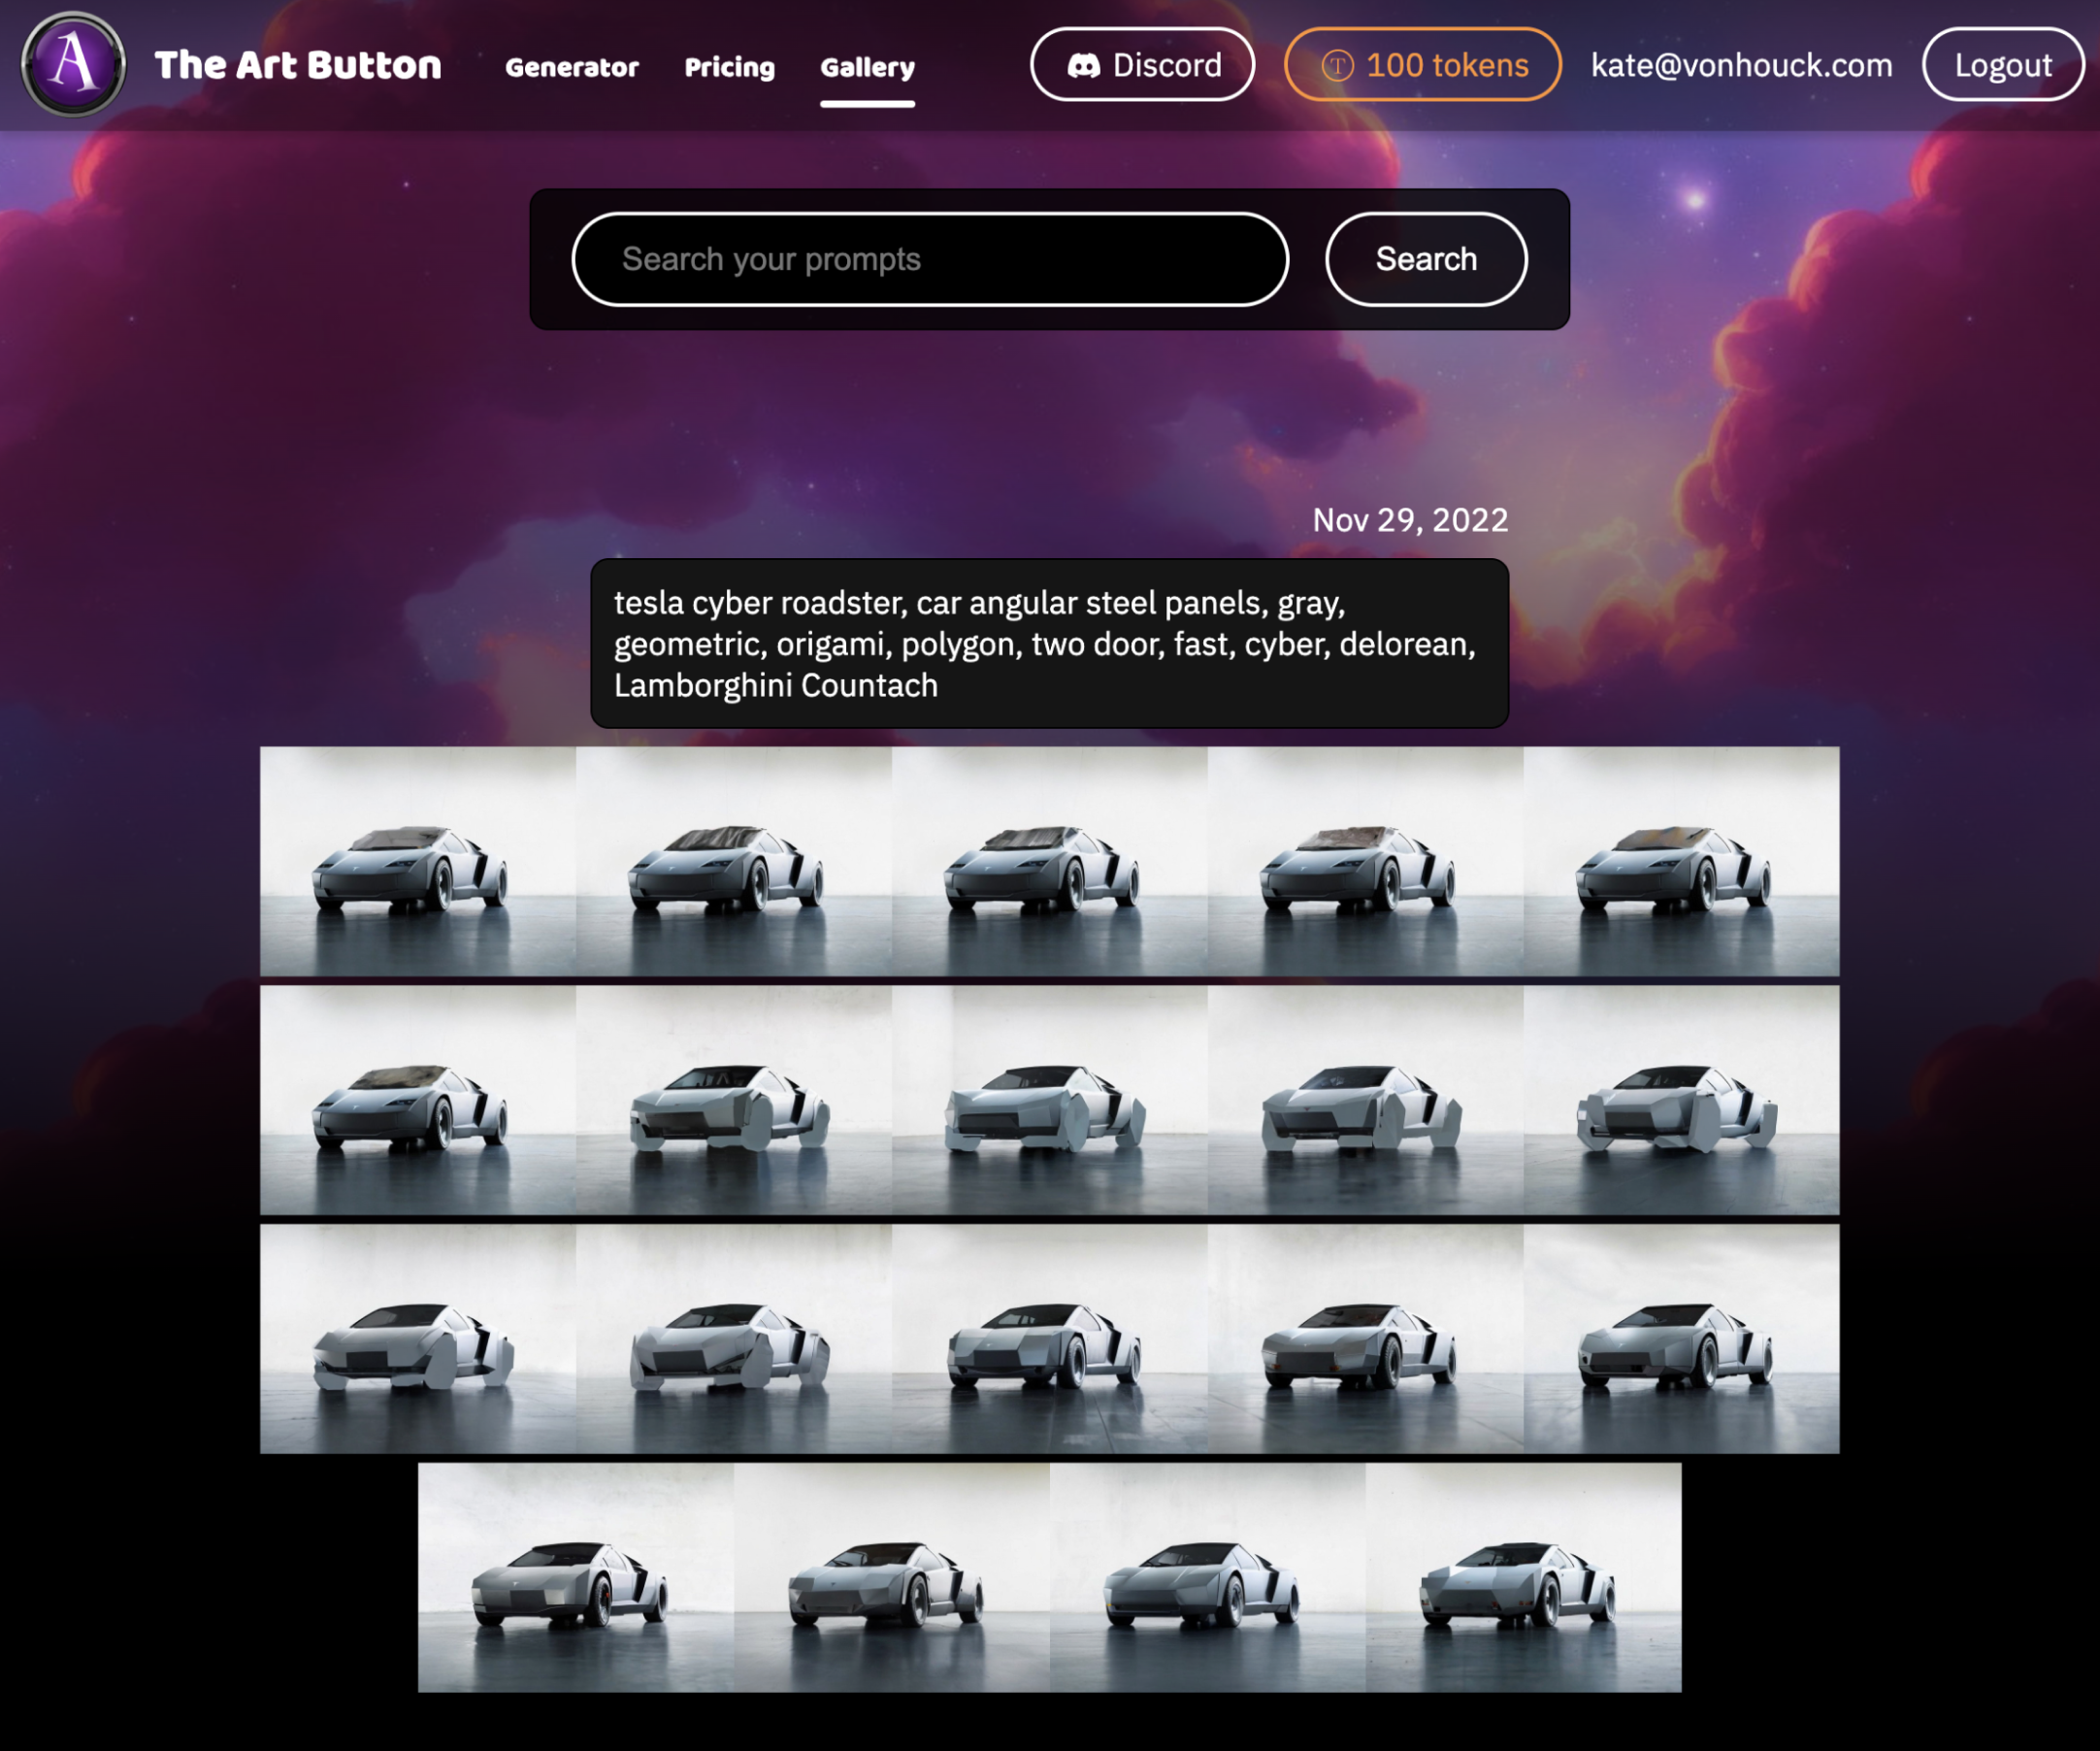 A
The Art Button
Generator
Pricing
Gallery
Discord
T 100 tokens
kate@vonhouck.com
Logout
Search your prompts
Search
Nov 29, 2022
tesla cyber roadster, car angular steel panels, gray,
geometric, origami, polygon, two door, fast, cyber, delorean,
Lamborghini Countach